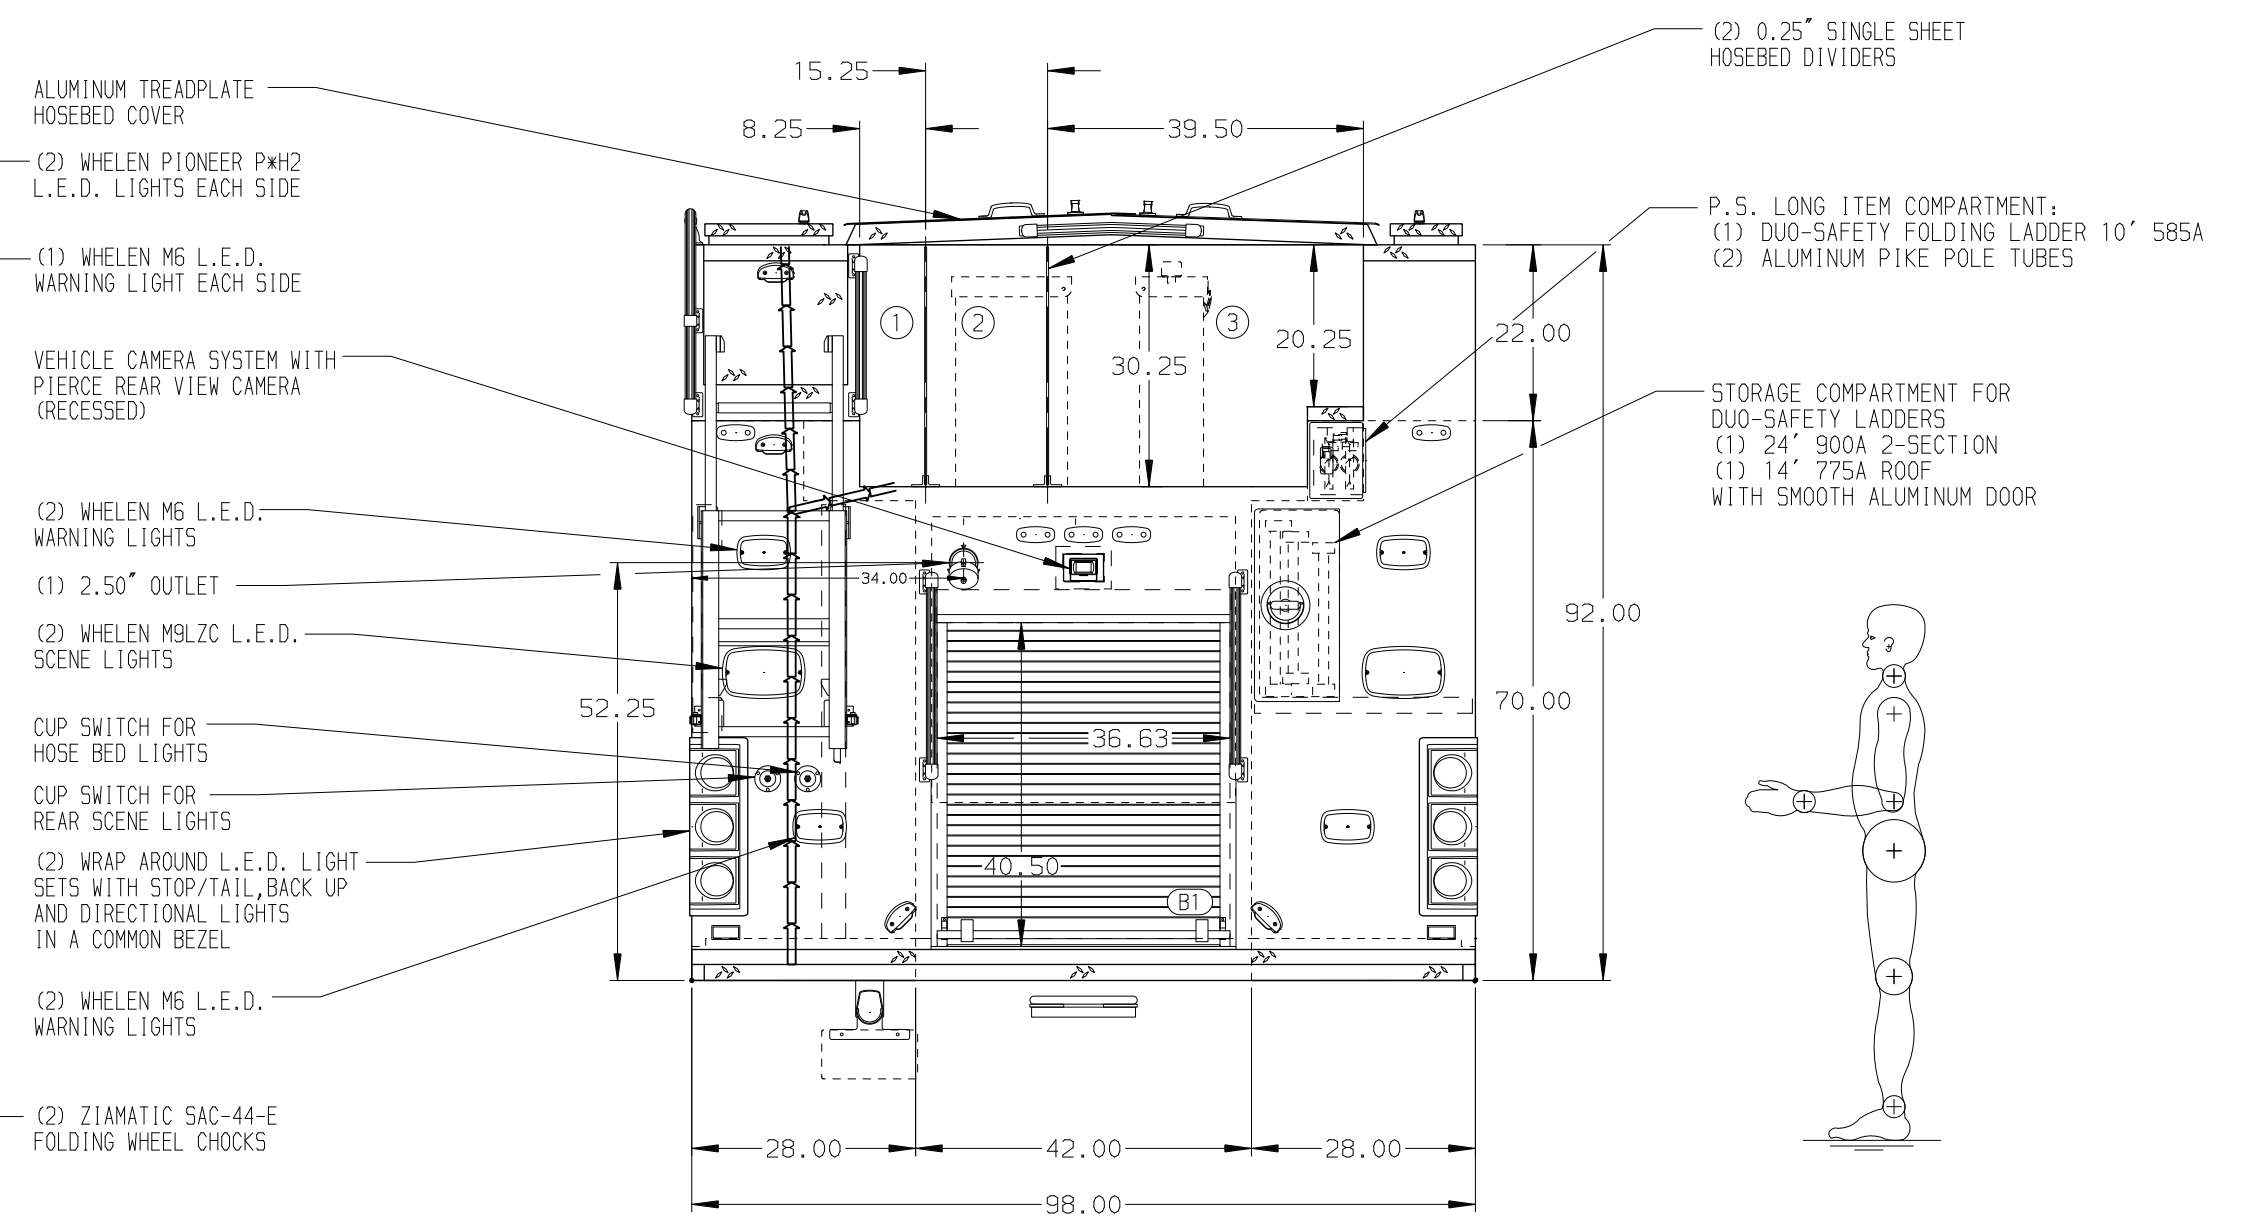 ALUMINUM TREADPLATE
HOSEBED COVER
(2) WHELEN PIONEER P*H2
L.E.D. LIGHTS EACH SIDE
(1) WHELEN M6 L.E.D.
WARNING LIGHT EACH SIDE
VEHICLE CAMERA SYSTEM WITH
PIERCE REAR VIEW CAMERA
(RECESSED)
(2) WHELEN M6 L.E.D.
WARNING LIGHTS
(1) 2.50" OUTLET
(2) WHELEN M9LZC L.E.D.
SCENE LIGHTS
CUP SWITCH FOR
HOSE BED LIGHTS
CUP SWITCH FOR
REAR SCENE LIGHTS
(2) WRAP AROUND L.E.D. LIGHT
SETS WITH STOP/TAIL,BACK UP
AND DIRECTIONAL LIGHTS
IN A COMMON BEZEL
(2) WHELEN M6 L.E.D.
WARNING LIGHTS
(2) ZIAMATIC SAC-44-E
FOLDING WHEEL CHOCKS
15.25
8.25
39.50
1
2
3
20.25
30.25
22.00
34.00
92.00
52.25
70.00
36.63
40.50
B1
28.00
42.00
28.00
98.00
(2) 0.25" SINGLE SHEET
HOSEBED DIVIDERS
P.S. LONG ITEM COMPARTMENT:
(1) DUO-SAFETY FOLDING LADDER 10' 585A
(2) ALUMINUM PIKE POLE TUBES
STORAGE COMPARTMENT FOR
DUO-SAFETY LADDERS
(1) 24' 900A 2-SECTION
(1) 14' 775A ROOF
WITH SMOOTH ALUMINUM DOOR